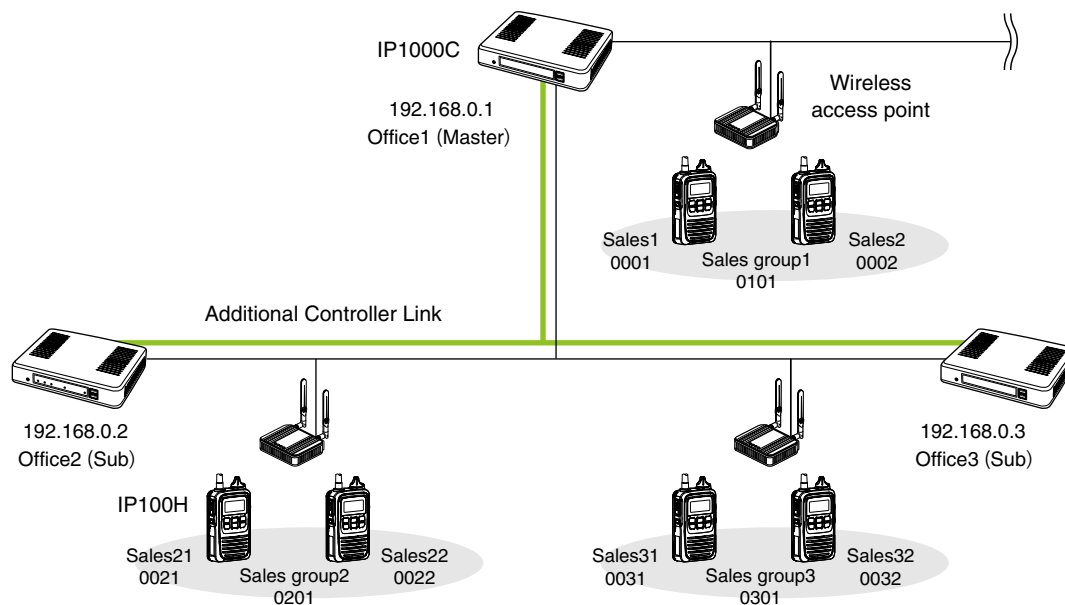 IP1000C
192.168.0.1
Office1 (Master)
Wireless
access point
Sales1
0001
Sales group1
0101
Sales2
0002
Additional Controller Link
192.168.0.2
Office2 (Sub)
192.168.0.3
Office3 (Sub)
IP100H
Sales21
0021
Sales group2
0201
Sales22
0022
Sales31
0031
Sales group3
0301
Sales32
0032